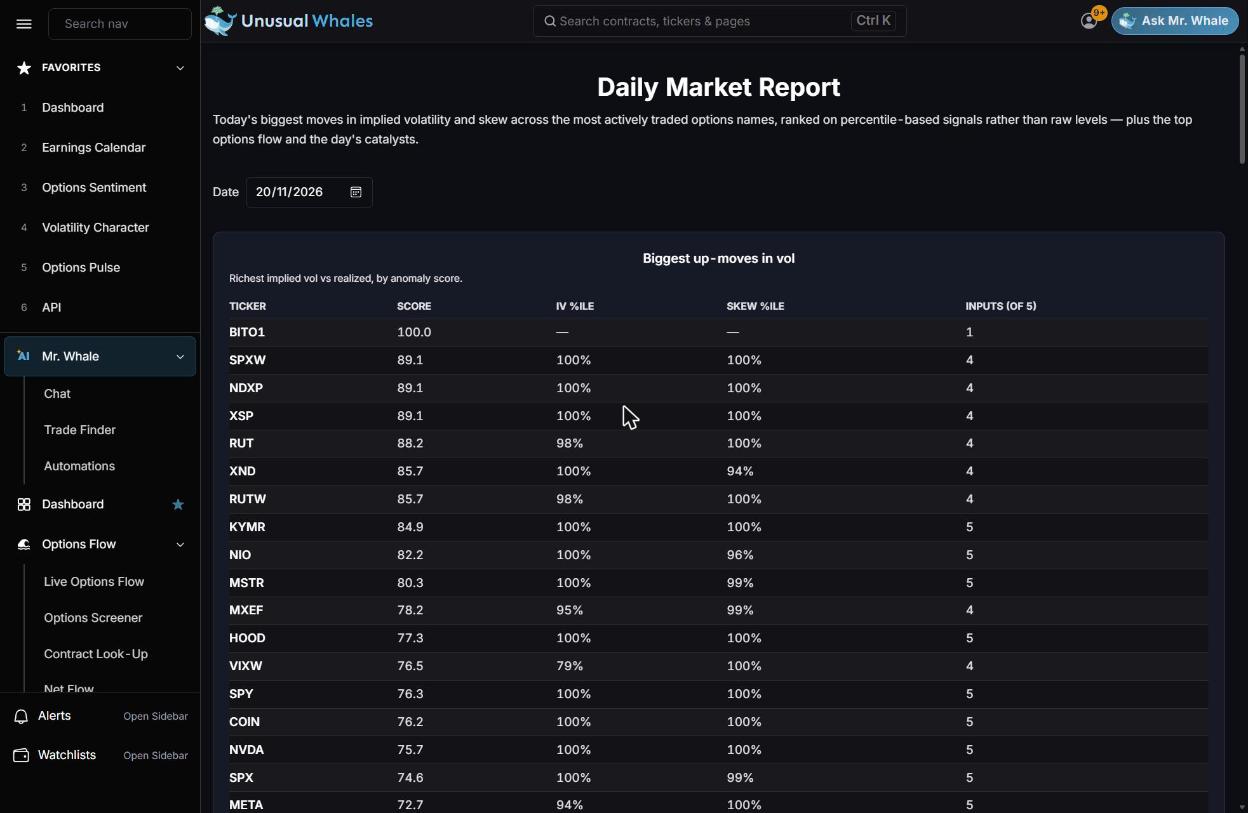 Search nav
Unusual Whales
Search contracts, tickers & pages
Ctrl K
9+
Ask Mr. Whale
FAVORITES
1 Dashboard
2 Earnings Calendar
3 Options Sentiment
4 Volatility Character
5 Options Pulse
6 API
AI Mr. Whale
Chat
Trade Finder
Automations
Dashboard
Options Flow
Live Options Flow
Options Screener
Contract Look-Up
Net Flow
Alerts Open Sidebar
Watchlists Open Sidebar
Daily Market Report
Today's biggest moves in implied volatility and skew across the most actively traded options names, ranked on percentile-based signals rather than raw levels — plus the top
options flow and the day's catalysts.
Date 20/11/2026
Biggest up-moves in vol
Richest implied vol vs realized, by anomaly score.
TICKER SCORE IV %ILE SKEW %ILE INPUTS (OF 5)
BITO1 100.0 — — 1
SPXW 89.1 100% 100% 4
NDXP 89.1 100% 100% 4
XSP 89.1 100% 100% 4
RUT 88.2 98% 100% 4
XND 85.7 100% 94% 4
RUTW 85.7 98% 100% 4
KYMR 84.9 100% 100% 5
NIO 82.2 100% 96% 5
MSTR 80.3 100% 99% 5
MXEF 78.2 95% 99% 4
HOOD 77.3 100% 100% 5
VIXW 76.5 79% 100% 4
SPY 76.3 100% 100% 5
COIN 76.2 100% 100% 5
NVDA 75.7 100% 100% 5
SPX 74.6 100% 99% 5
META 72.7 94% 100% 5